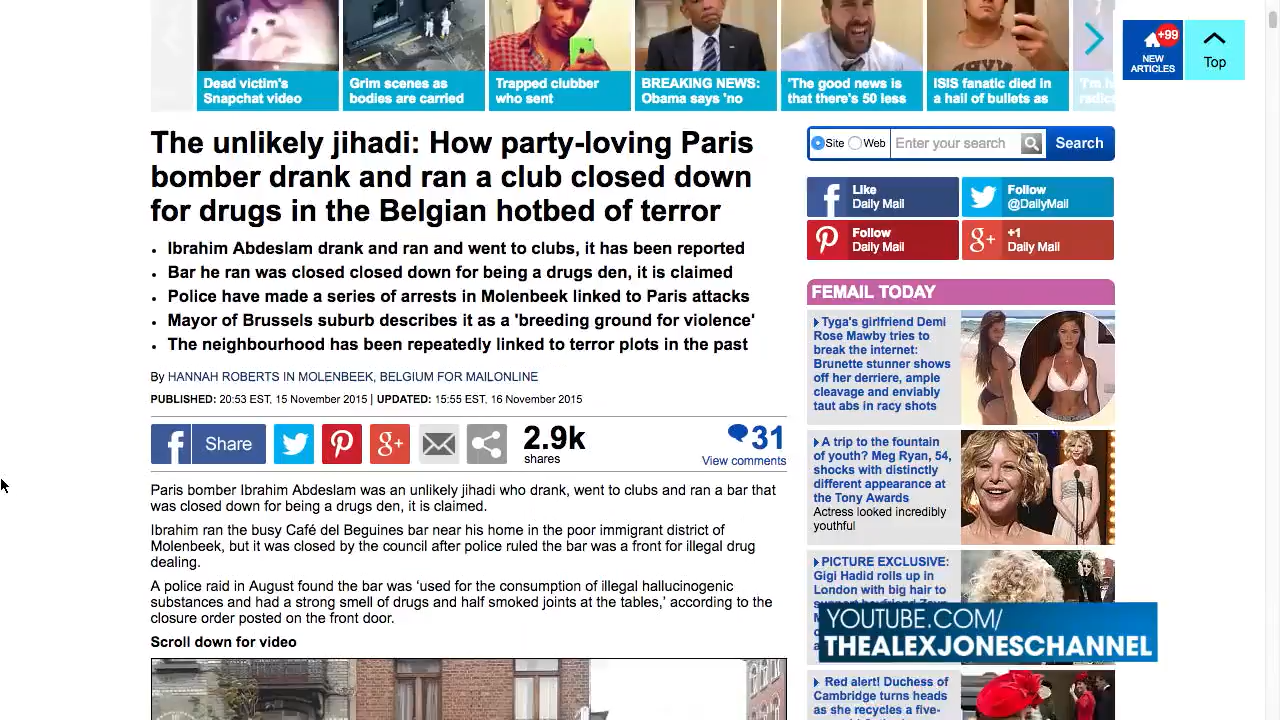 Dead victim's
Snapchat video
Grim scenes as
bodies are carried
Trapped clubber
who sent
BREAKING NEWS:
Obama says 'no
'The good news is
that there's 50 less
ISIS fanatic died in
a hail of bullets as
'I'm h
radic
+99
NEW
ARTICLES
Top
The unlikely jihadi: How party-loving Paris
bomber drank and ran a club closed down
for drugs in the Belgian hotbed of terror
• Ibrahim Abdeslam drank and ran and went to clubs, it has been reported
• Bar he ran was closed closed down for being a drugs den, it is claimed
• Police have made a series of arrests in Molenbeek linked to Paris attacks
• Mayor of Brussels suburb describes it as a 'breeding ground for violence'
• The neighbourhood has been repeatedly linked to terror plots in the past
By HANNAH ROBERTS IN MOLENBEEK, BELGIUM FOR MAILONLINE
PUBLISHED: 20:53 EST, 15 November 2015 | UPDATED: 15:55 EST, 16 November 2015
f Share
2.9k
shares
31
View comments
Paris bomber Ibrahim Abdeslam was an unlikely jihadi who drank, went to clubs and ran a bar that
was closed down for being a drugs den, it is claimed.
Ibrahim ran the busy Café del Beguines bar near his home in the poor immigrant district of
Molenbeek, but it was closed by the council after police ruled the bar was a front for illegal drug
dealing.
A police raid in August found the bar was 'used for the consumption of illegal hallucinogenic
substances and had a strong smell of drugs and half smoked joints at the tables,' according to the
closure order posted on the front door.
Scroll down for video
Site Web Enter your search Search
Like
Daily Mail
Follow
@DailyMail
Follow
Daily Mail
+1
Daily Mail
FEMAIL TODAY
Tyga's girlfriend Demi
Rose Mawby tries to
break the internet:
Brunette stunner shows
off her derriere, ample
cleavage and enviably
taut abs in racy shots
A trip to the fountain
of youth? Meg Ryan, 54,
shocks with distinctly
different appearance at
the Tony Awards
Actress looked incredibly
youthful
PICTURE EXCLUSIVE:
Gigi Hadid rolls up in
London with big hair to
YOUTUBE.COM/
THEALEXJONESCHANNEL
Red alert! Duchess of
Cambridge turns heads
as she recycles a five-